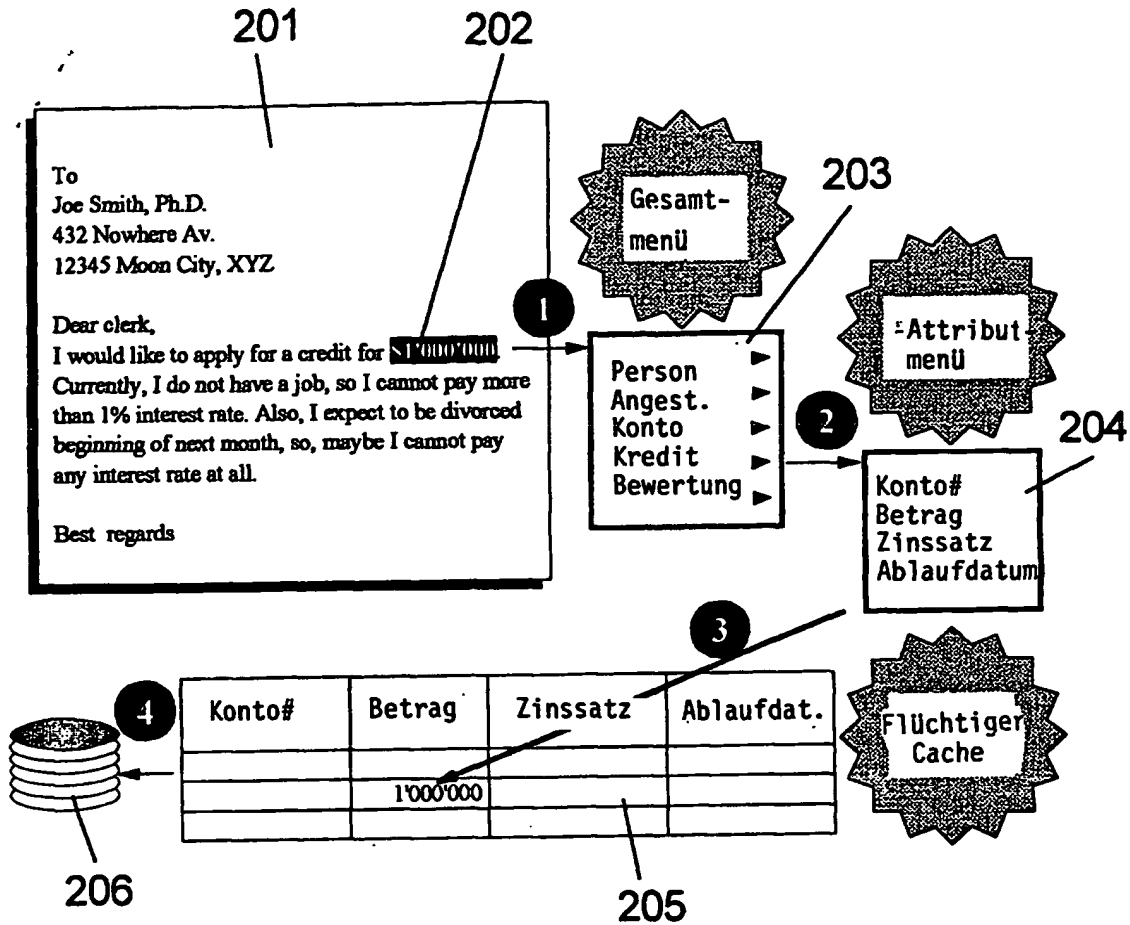 201
202
To
Joe Smith, Ph.D.
432 Nowhere Av.
12345 Moon City, XYZ
Dear clerk,
I would like to apply for a credit for $1'000'000.
Currently, I do not have a job, so I cannot pay more
than 1% interest rate. Also, I expect to be divorced
beginning of next month, so, maybe I cannot pay
any interest rate at all.
Best regards
1
Gesamt-
menü
203
Person
Angest.
Konto
Kredit
Bewertung
2
-Attribut-
menü
204
Konto#
Betrag
Zinssatz
Ablaufdatum
3
4
Konto# Betrag Zinssatz Ablaufdat.
1'000'000
Flüchtiger
Cache
206
205